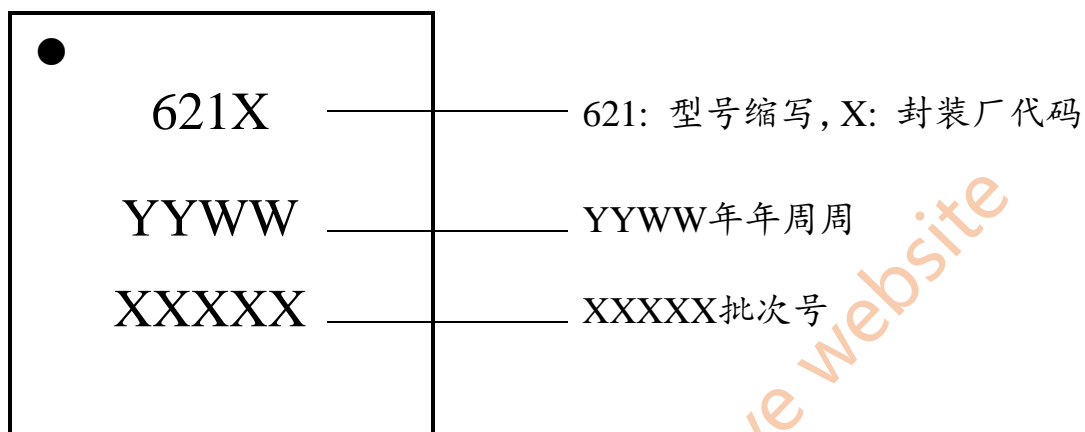 621X
621: 型号缩写, X: 封装厂代码
YYWW
YYWW年年周周
XXXXX
XXXXX批次号
website